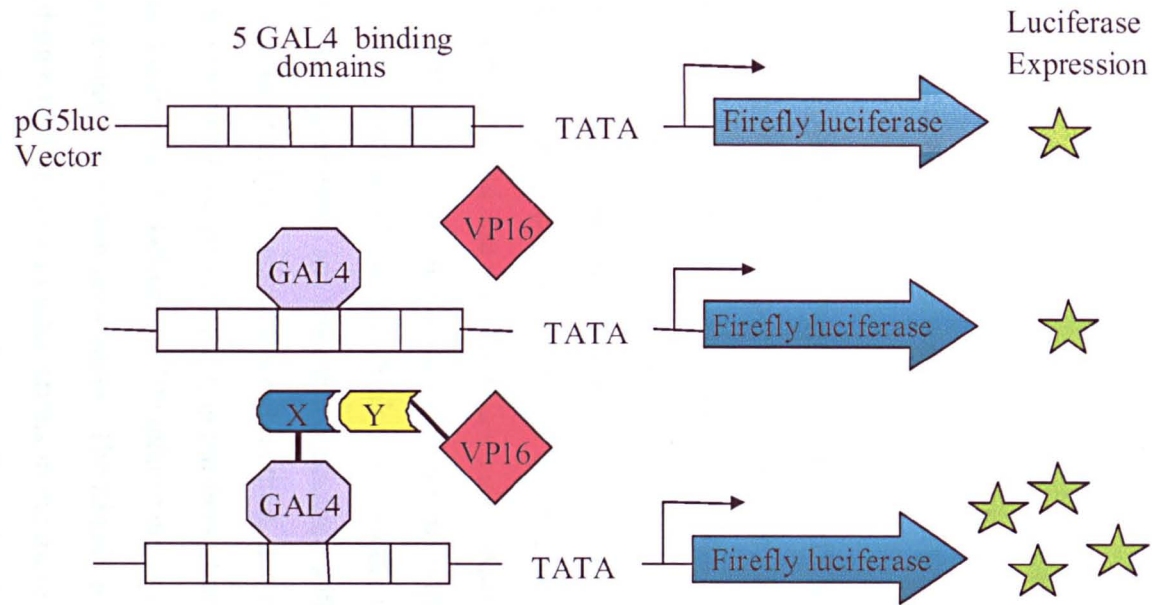 5 GAL4 binding
domains
Luciferase
Expression
pG5luc
Vector
TATA
Firefly luciferase
VP16
GAL4
TATA
Firefly luciferase
X
Y
VP16
GAL4
TATA
Firefly luciferase